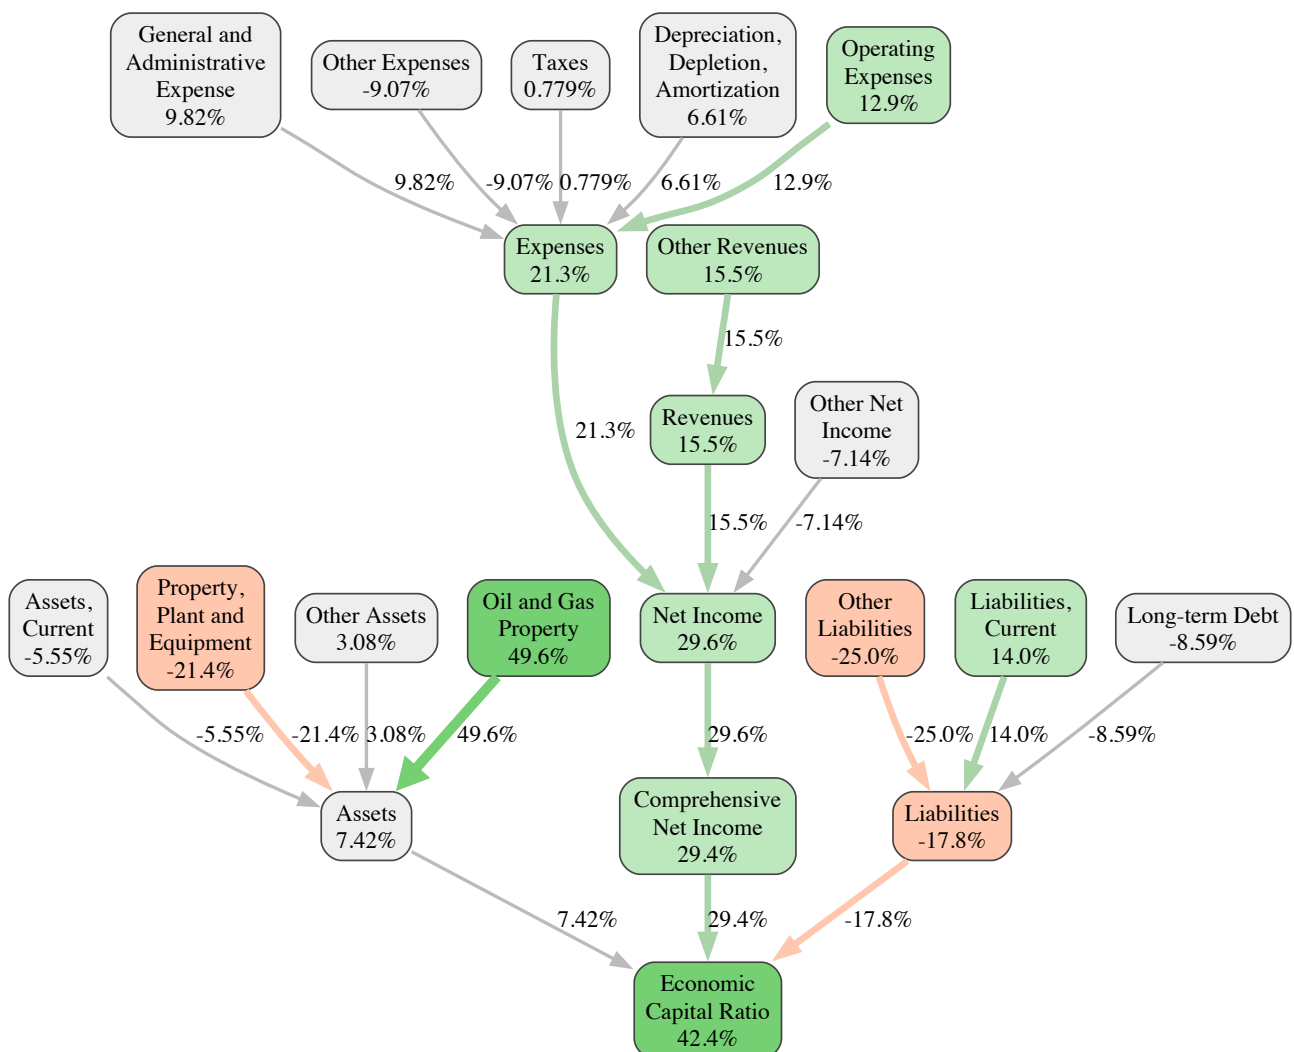 General and
Administrative
Expense
9.82%
Other Expenses
-9.07%
Taxes
0.779%
Depreciation,
Depletion,
Amortization
6.61%
Operating
Expenses
12.9%
9.82%
-9.07%
0.779%
6.61%
12.9%
Expenses
21.3%
Other Revenues
15.5%
15.5%
21.3%
Revenues
15.5%
Other Net
Income
-7.14%
15.5%
-7.14%
Assets,
Current
-5.55%
Property,
Plant and
Equipment
-21.4%
Other Assets
3.08%
Oil and Gas
Property
49.6%
Net Income
29.6%
Other
Liabilities
-25.0%
Liabilities,
Current
14.0%
Long-term Debt
-8.59%
-5.55%
-21.4%
3.08%
49.6%
29.6%
-25.0%
14.0%
-8.59%
Assets
7.42%
Comprehensive
Net Income
29.4%
Liabilities
-17.8%
7.42%
29.4%
-17.8%
Economic
Capital Ratio
42.4%